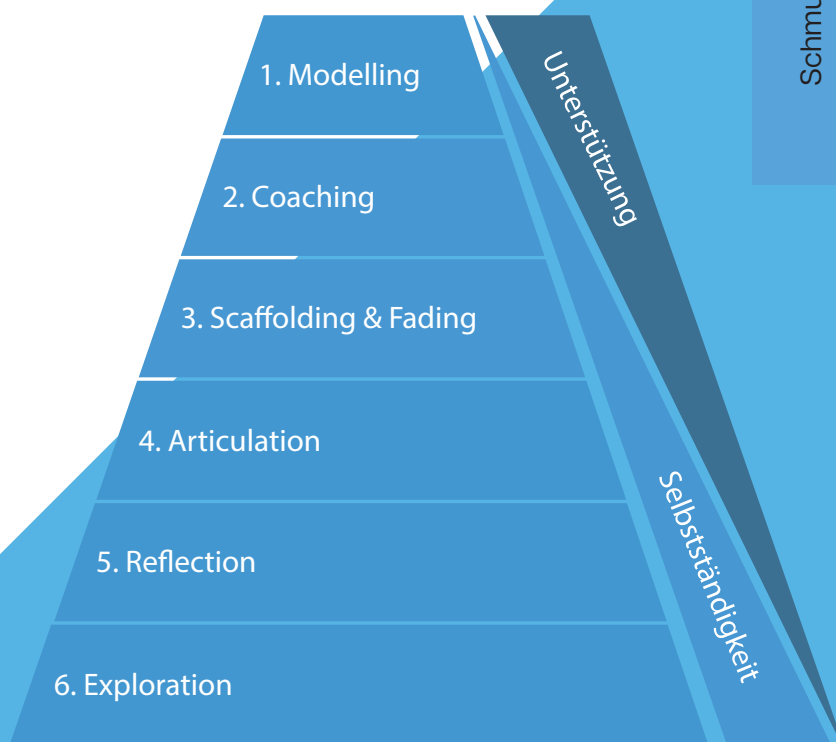 1. Modelling
2. Coaching
3. Scaffolding & Fading
4. Articulation
5. Reflection
6. Exploration
Unterstützung
Selbstständigkeit